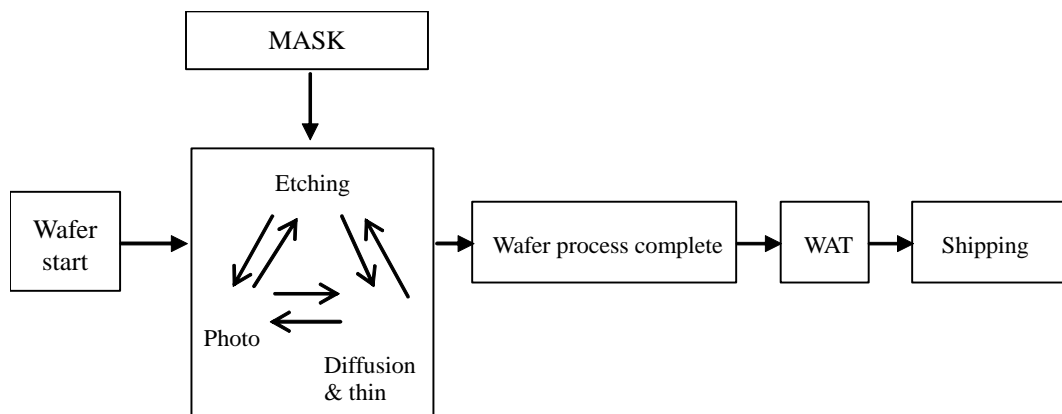 MASK
Wafer
start
Etching
Photo
Diffusion
& thin
Wafer process complete
WAT
Shipping